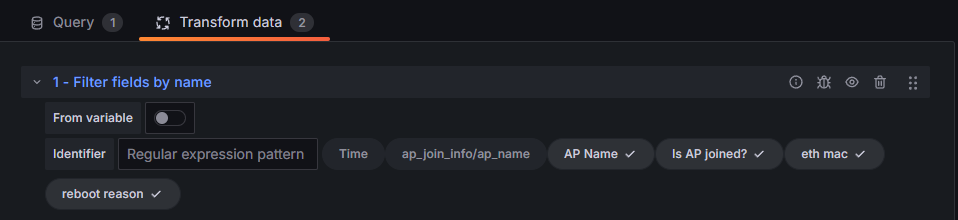 Query 1 Transform data 2
1 - Filter fields by name
From variable
Identifier Regular expression pattern Time ap_join_info/ap_name AP Name Is AP joined? eth mac
reboot reason